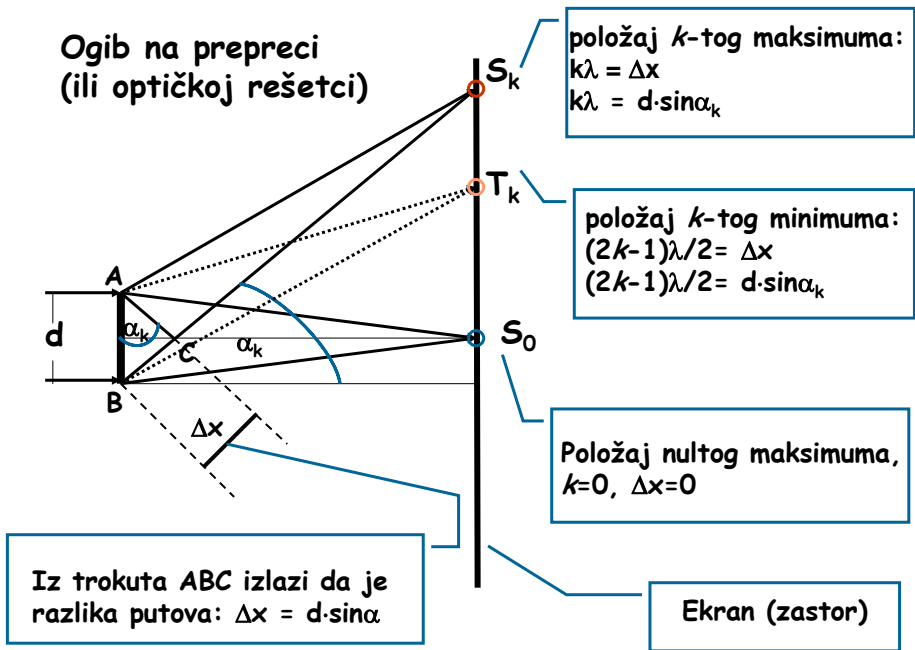 Ogib na prepreci
(ili optičkoj rešetci)
položaj k-tog maksimuma:
kλ = Δx
kλ = d·sinαₖ
Sₖ
Tₖ
položaj k-tog minimuma:
(2k-1)λ/2= Δx
(2k-1)λ/2= d·sinαₖ
A
d
αₖ
C
αₖ
S₀
B
Δx
Položaj nultog maksimuma,
k=0, Δx=0
Iz trokuta ABC izlazi da je
razlika putova: Δx = d·sinα
Ekran (zastor)